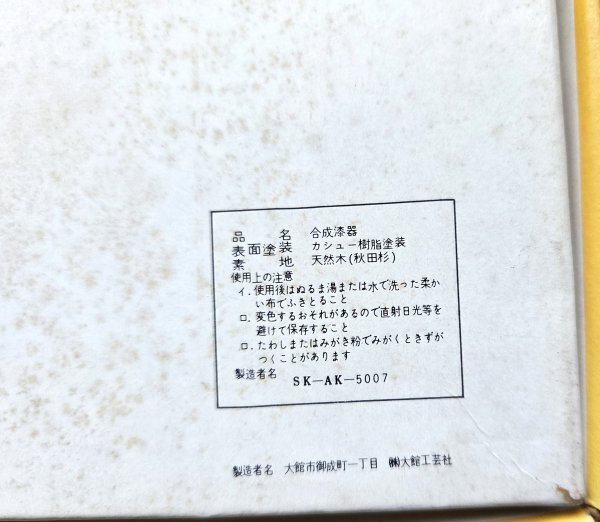 品名 合成漆器
表面塗装 カシュー樹脂塗装
素地 天然木(秋田杉)
使用上の注意
イ. 使用後はぬるま湯または水で洗った柔か
い布でふきとること
ロ. 変色するおそれがあるので直射日光等を
避けて保存すること
ロ. たわしまたはみがき粉でみがくときずが
つくことがあります
製造者名 SK-AK-5007
製造者名 大館市御成町一丁目 ㈱大館工芸社